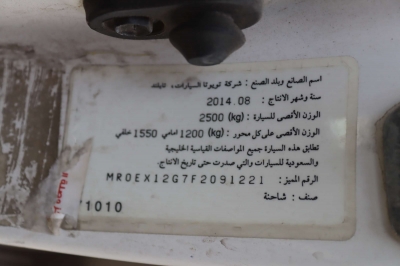 اسم الصانع وبلد الصنع : شركة تويوتا للسيارات، تايلند
سنة وشهر الانتاج : 2014.08
الوزن الأقصى للسيارة : (kg) 2500
الوزن الأقصى على كل محور : (kg) 1200 امامي 1550 خلفي
تطابق هذه السيارة جميع المواصفات القياسية الخليجية
والسعودية للسيارات والتي صدرت حتى تاريخ الانتاج.
الرقم المميز : MR0EX12G7F2091221
صنف : شاحنة
*1010